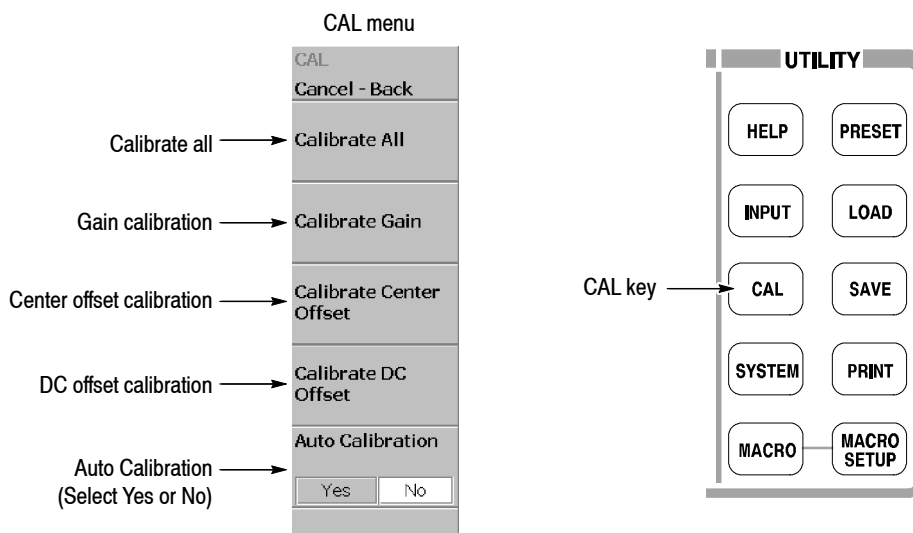 CAL menu
CAL
Cancel - Back
Calibrate all
Calibrate All
Gain calibration
Calibrate Gain
Center offset calibration
Calibrate Center
Offset
DC offset calibration
Calibrate DC
Offset
Auto Calibration
Auto Calibration
(Select Yes or No)
Yes No
UTILITY
HELP PRESET
INPUT LOAD
CAL key
CAL SAVE
SYSTEM PRINT
MACRO MACRO
SETUP